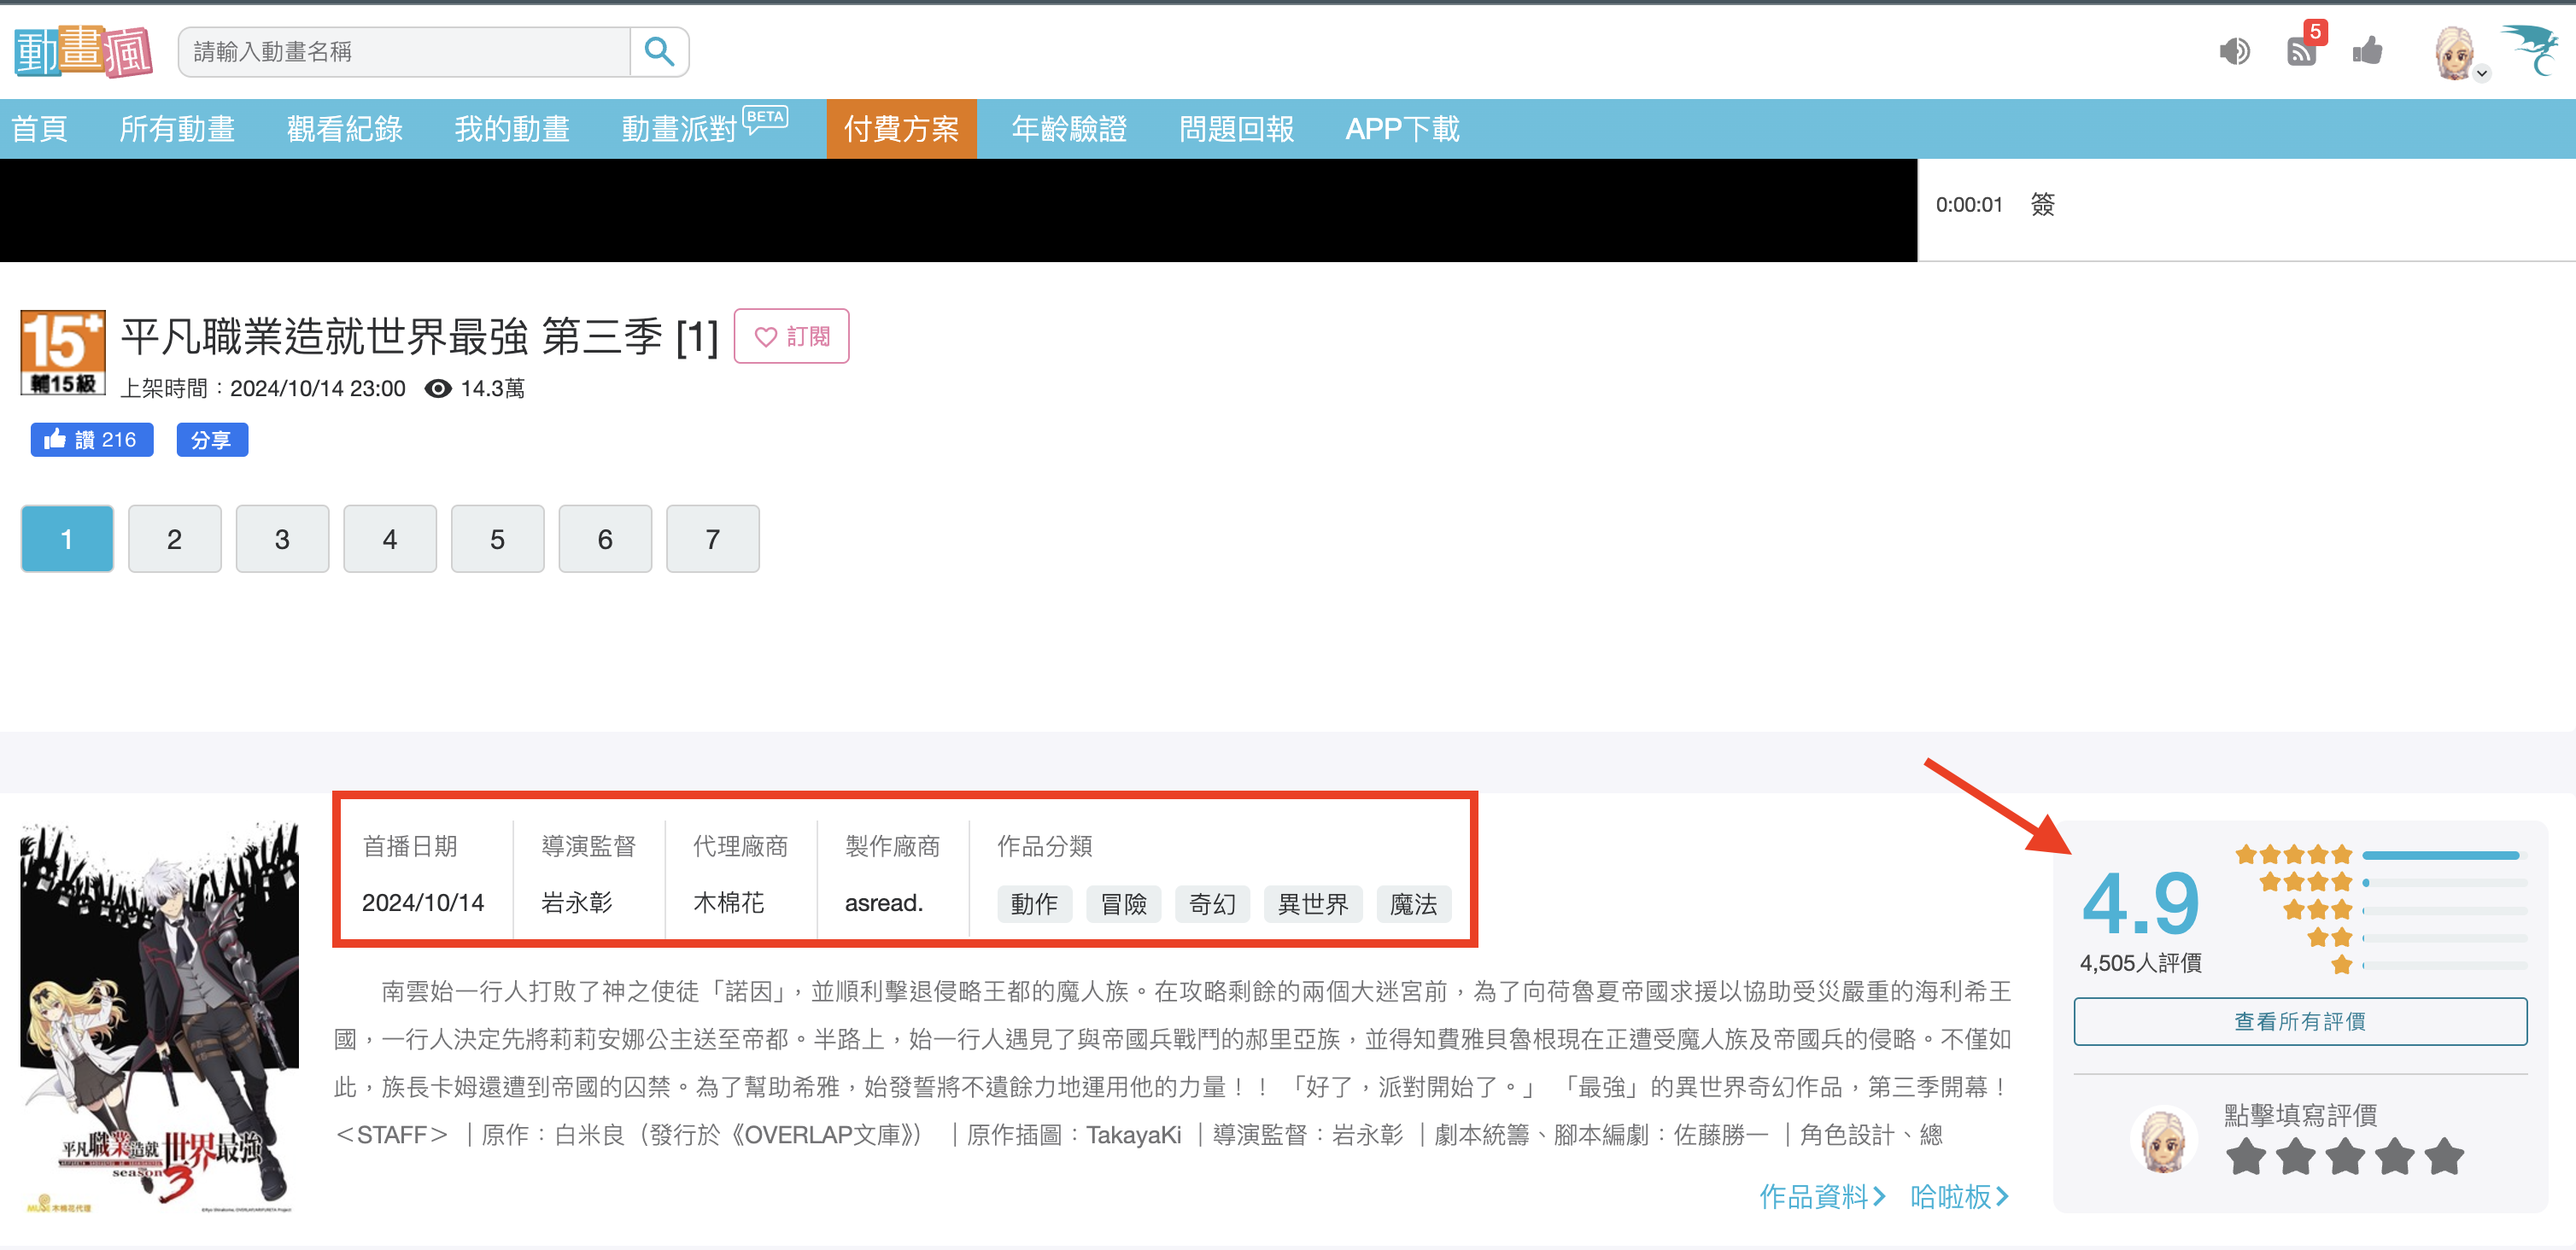 動畫瘋
請輸入動畫名稱
5
首頁 所有動畫 觀看紀錄 我的動畫 動畫派對 BETA 付費方案 年齡驗證 問題回報 APP下載
0:00:01 簽
15+
輔15級
平凡職業造就世界最強 第三季 [1] 訂閱
上架時間：2024/10/14 23:00 14.3萬
讚 216 分享
1 2 3 4 5 6 7
首播日期 導演監督 代理廠商 製作廠商 作品分類
2024/10/14 岩永彰 木棉花 asread. 動作 冒險 奇幻 異世界 魔法
南雲始一行人打敗了神之使徒「諾因」，並順利擊退侵略王都的魔人族。在攻略剩餘的兩個大迷宮前，為了向荷魯夏帝國求援以協助受災嚴重的海利希王
國，一行人決定先將莉莉安娜公主送至帝都。半路上，始一行人遇見了與帝國兵戰鬥的郝里亞族，並得知費雅貝魯根現在正遭受魔人族及帝國兵的侵略。不僅如
此，族長卡姆還遭到帝國的囚禁。為了幫助希雅，始發誓將不遺餘力地運用他的力量！！ 「好了，派對開始了。」 「最強」的異世界奇幻作品，第三季開幕！
＜STAFF＞ ｜原作：白米良（發行於《OVERLAP文庫》） ｜原作插圖：TakayaKi ｜導演監督：岩永彰 ｜劇本統籌、腳本編劇：佐藤勝一 ｜角色設計、總
作品資料 哈啦板
4.9
4,505人評價
查看所有評價
點擊填寫評價
平凡職業造就世界最強
season 3
木棉花代理